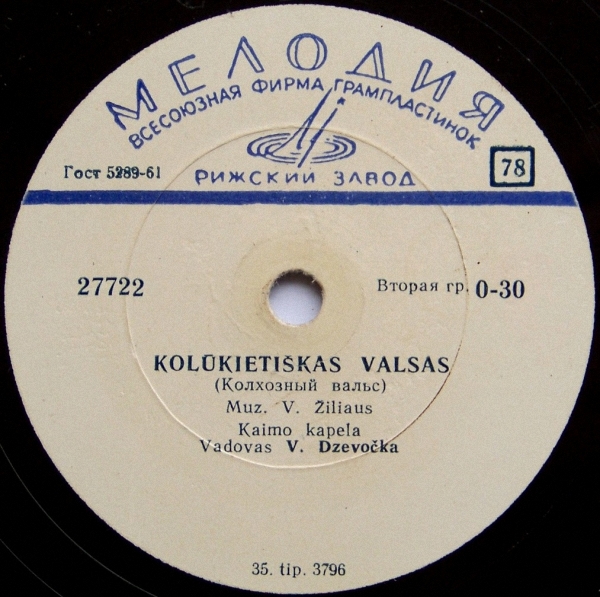 МЕЛОДИЯ
ВСЕСОЮЗНАЯ ФИРМА ГРАМПЛАСТИНОК
Гост 5289-61
РИЖСКИЙ ЗАВОД
78
27722
Вторая гр. 0-30
KOLŪKIETIŠKAS VALSAS
(Колхозный вальс)
Muz. V. Žiliaus
Kaimo kapela
Vadovas V. Dzevočka
35. tip. 3796